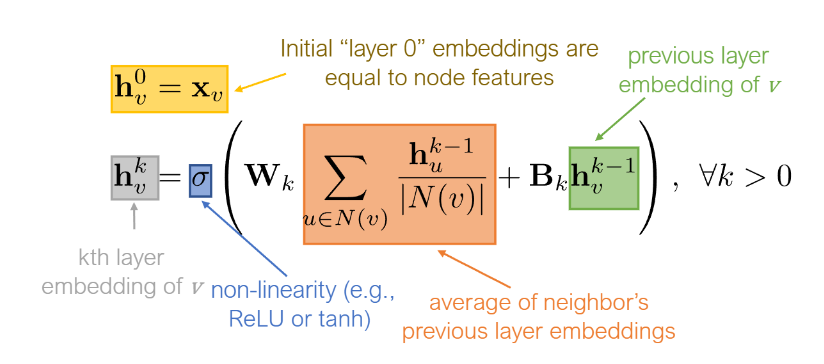 Initial “layer 0” embeddings are
equal to node features
previous layer
embedding of v
h_v^0 = x_v
h_v^k = σ ( W_k ∑_{u∈N(v)} h_u^{k−1} / |N(v)| + B_k h_v^{k−1} ) , ∀k > 0
kth layer
embedding of v
non-linearity (e.g.,
ReLU or tanh)
average of neighbor’s
previous layer embeddings